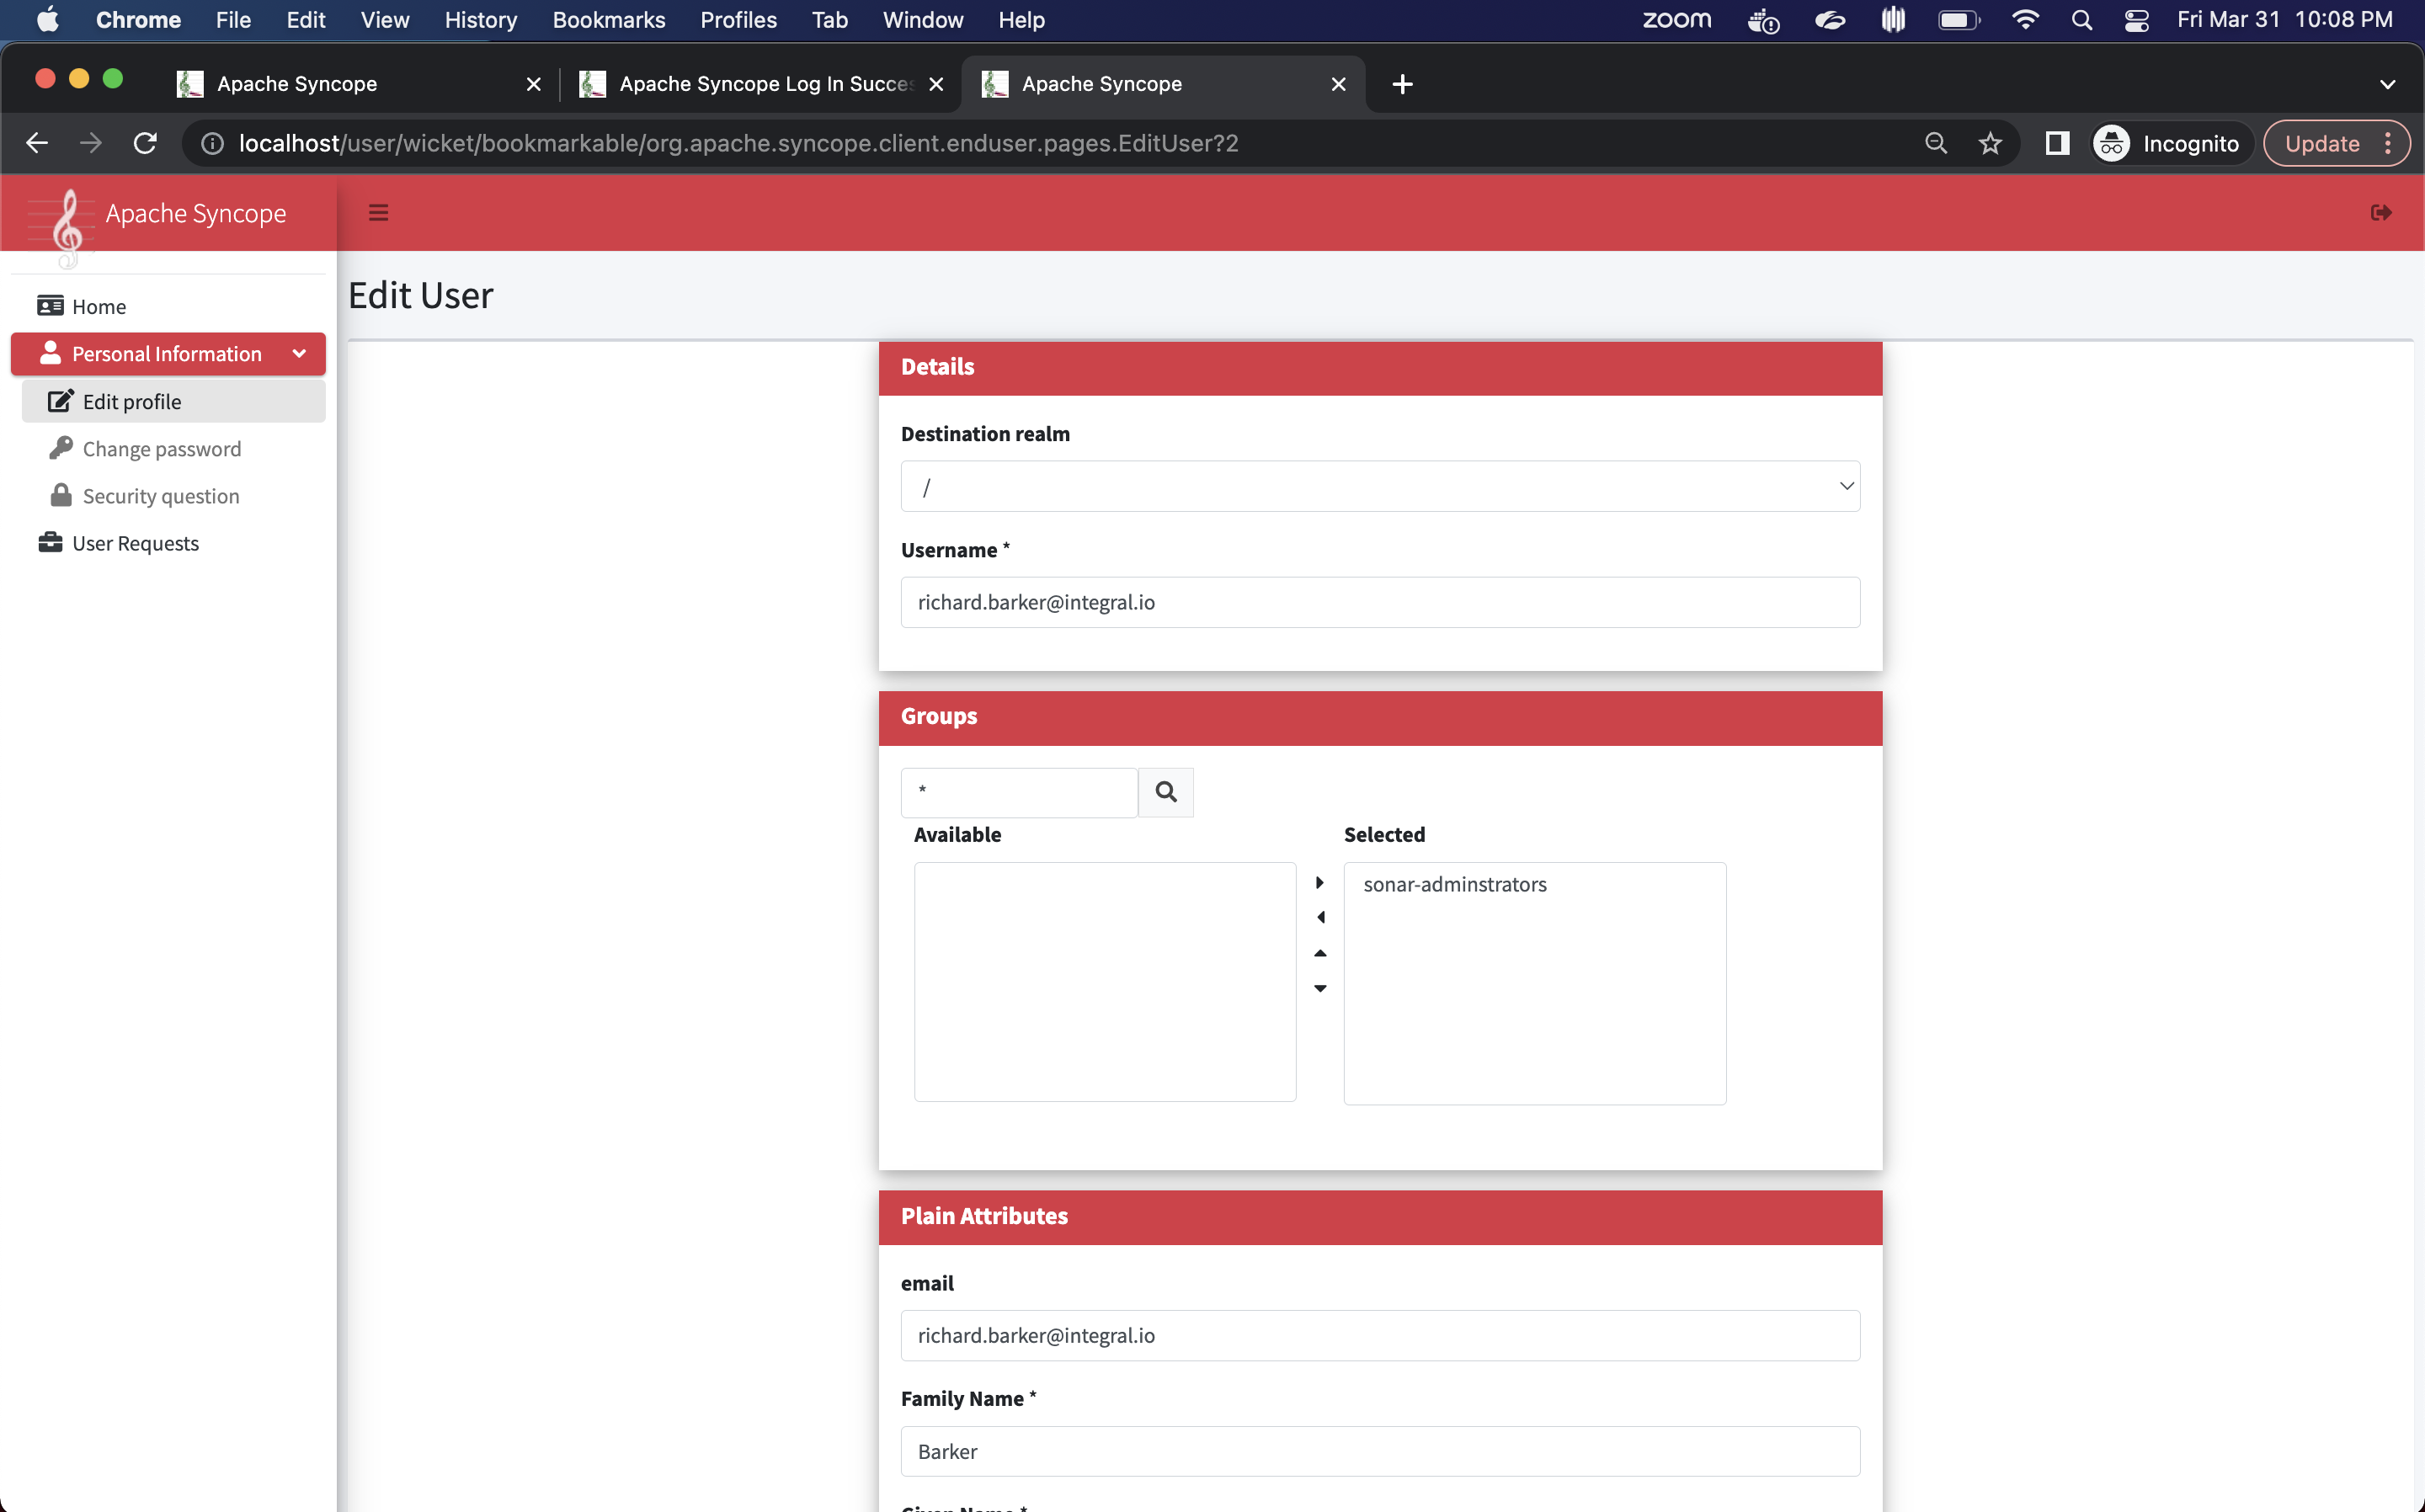 Chrome File Edit View History Bookmarks Profiles Tab Window Help zoom Fri Mar 31 10:08 PM
Apache Syncope Apache Syncope Log In Succes Apache Syncope
localhost/user/wicket/bookmarkable/org.apache.syncope.client.enduser.pages.EditUser?2 Incognito Update
Apache Syncope
Home
Personal Information
Edit profile
Change password
Security question
User Requests
Edit User
Details
Destination realm
/
Username *
richard.barker@integral.io
Groups
*
Available Selected
sonar-adminstrators
Plain Attributes
email
richard.barker@integral.io
Family Name *
Barker
Given Name *